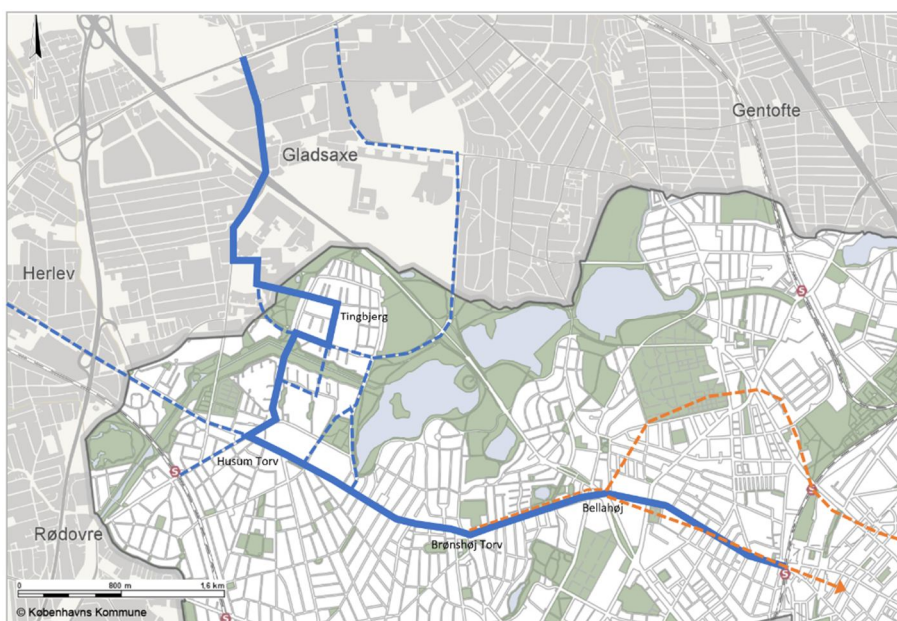 Gentofte
Gladsaxe
Herlev
S
Tingbjerg
Husum Torv
S
S
Bellahøj
Rødovre
Brønshøj Torv
S
0 800 m 1,6 km
S
© Københavns Kommune